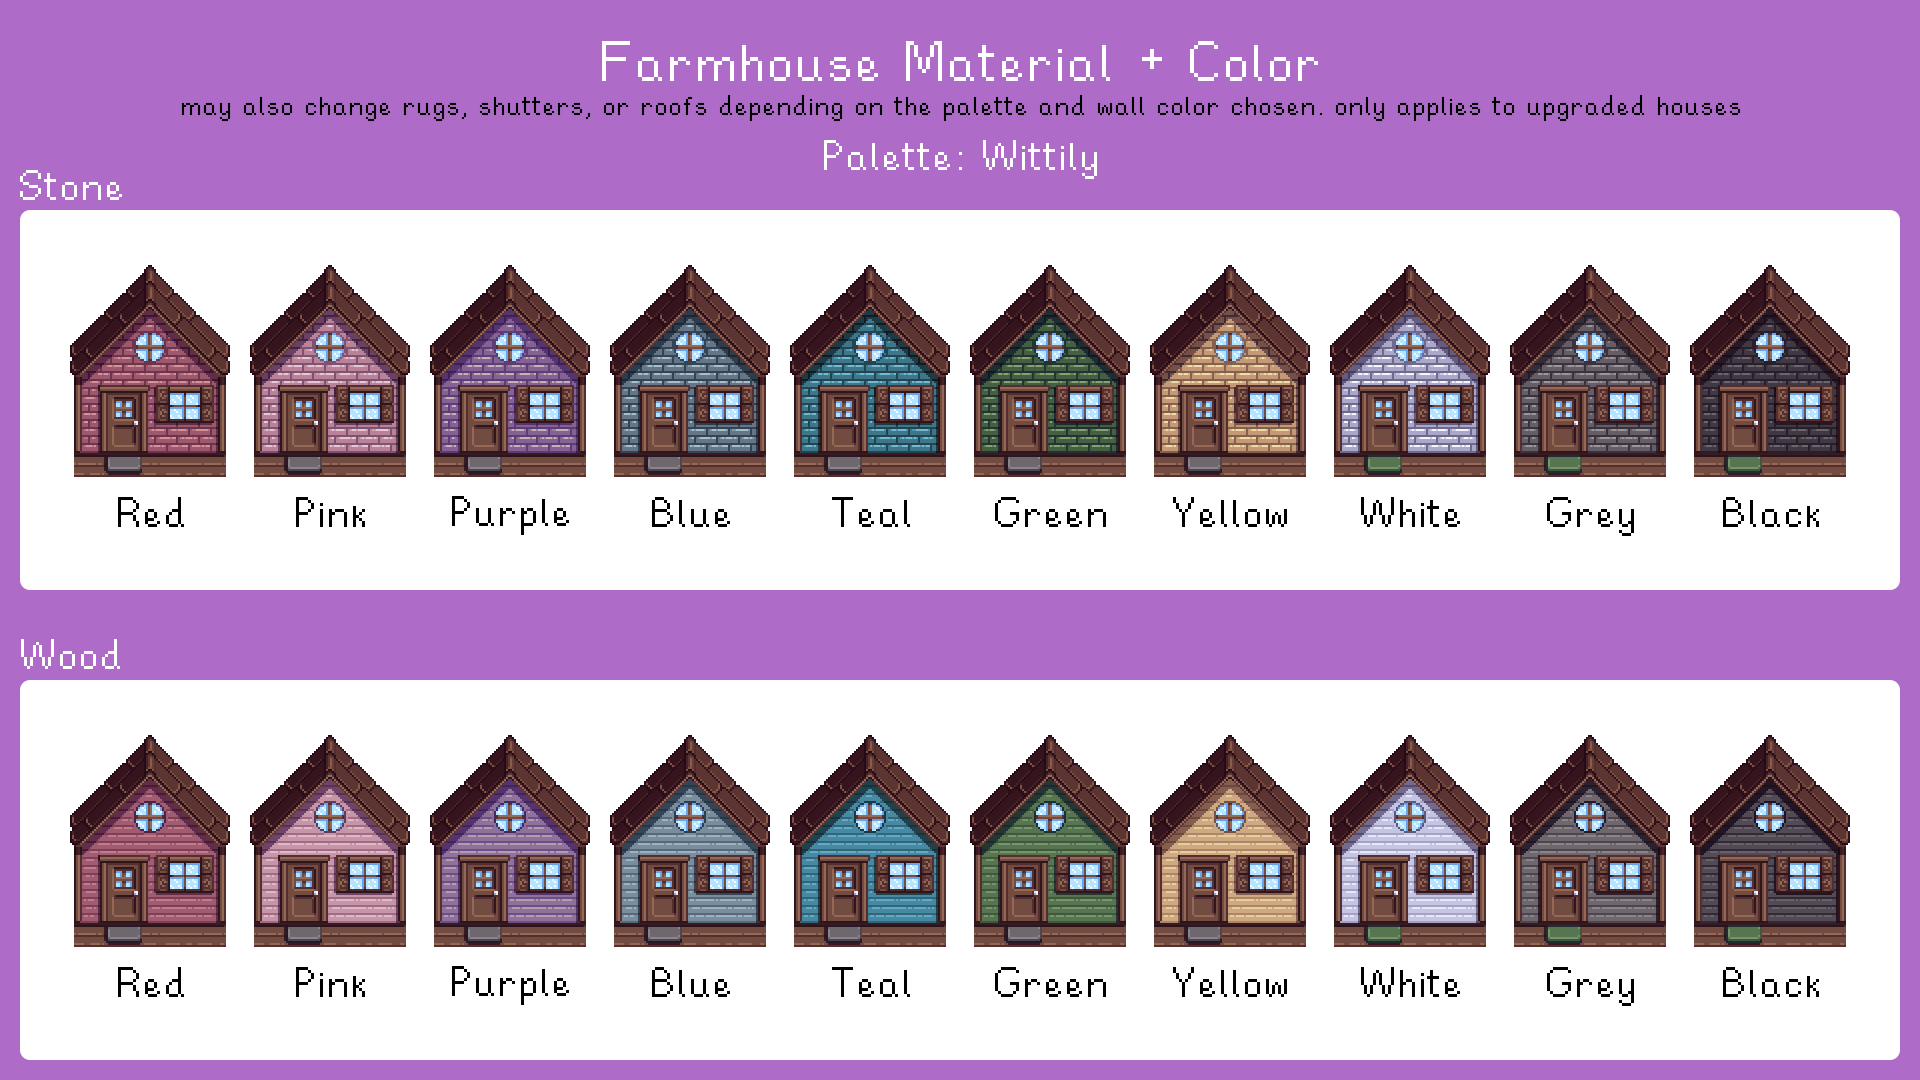 Farmhouse Material + Color
may also change rugs, shutters, or roofs depending on the palette and wall color chosen. only applies to upgraded houses
Palette: Wittily
Stone
Red Pink Purple Blue Teal Green Yellow White Grey Black
Wood
Red Pink Purple Blue Teal Green Yellow White Grey Black